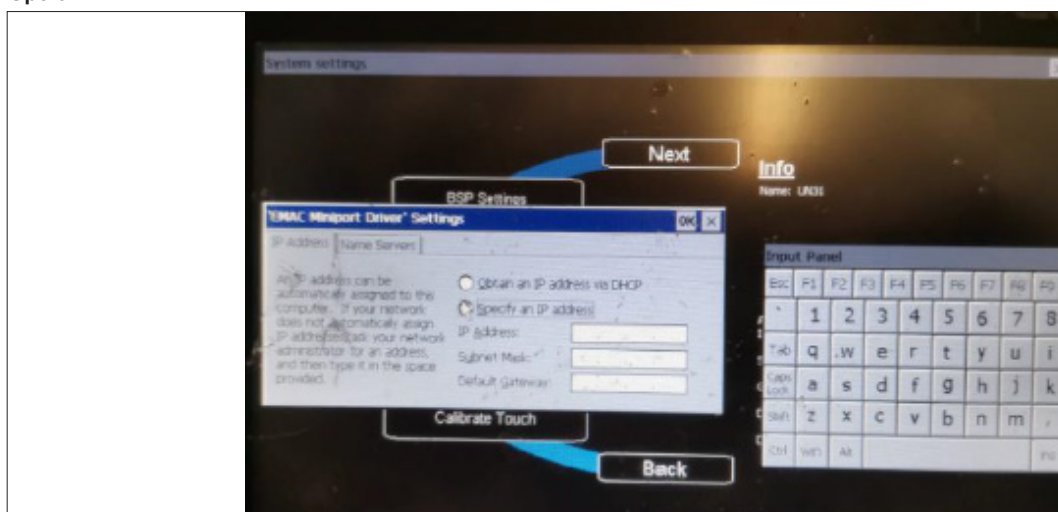 System settings
Next
Info
Name: UN31
BSP Settings
'EMAC Miniport Driver' Settings
OK ×
IP Address
Name Servers
An IP address can be
automatically assigned to this
computer. If your network
does not automatically assign
IP addresses, ask your network
administrator for an address,
and then type it in the space
provided.
Obtain an IP address via DHCP
Specify an IP address
IP Address:
Subnet Mask:
Default Gateway:
Calibrate Touch
Back
Input Panel
Esc F1 F2 F3 F4 F5 F6 F7 F8 F9
` 1 2 3 4 5 6 7 8
Tab q w e r t y u i
Caps Lock a s d f g h j k
Shift z x c v b n m ,
Ctl Win Alt